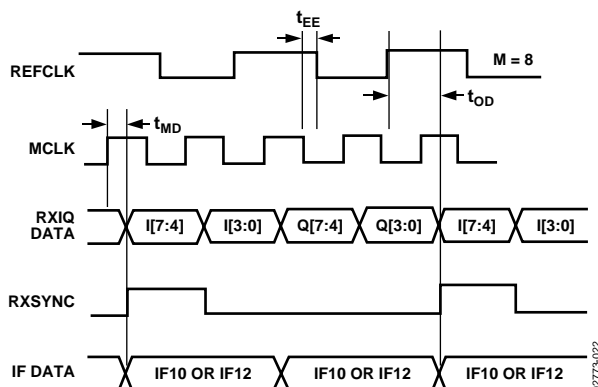 tEE
REFCLK
M = 8
tMD
tOD
MCLK
RXIQ
DATA
I[7:4] I[3:0] Q[7:4] Q[3:0] I[7:4] I[3:0]
RXSYNC
IF DATA
IF10 OR IF12 IF10 OR IF12 IF10 OR IF12